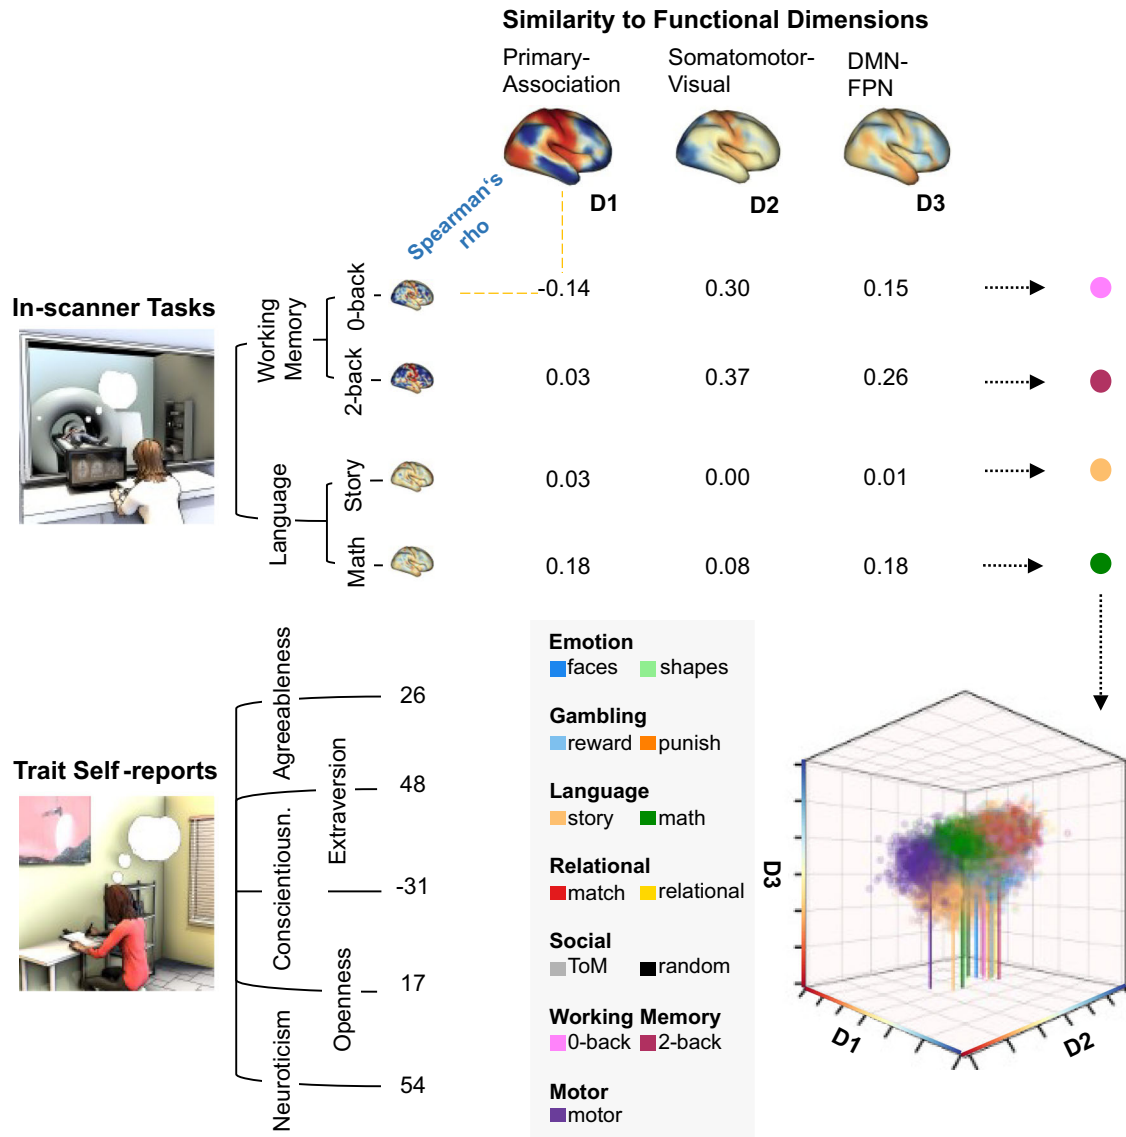 Similarity to Functional Dimensions
Primary-
Association
Somatomotor-
Visual
DMN-
FPN
D1
D2
D3
Spearman‘s
rho
In-scanner Tasks
Working
Memory
0-back
-0.14
0.30
0.15
2-back
0.03
0.37
0.26
Language
Story
0.03
0.00
0.01
Math
0.18
0.08
0.18
Trait Self-reports
Agreeableness
26
Extraversion
48
Conscientiousn.
-31
Openness
17
Neuroticism
54
Emotion
faces shapes
Gambling
reward punish
Language
story math
Relational
match relational
Social
ToM random
Working Memory
0-back 2-back
Motor
motor
D3
D1
D2